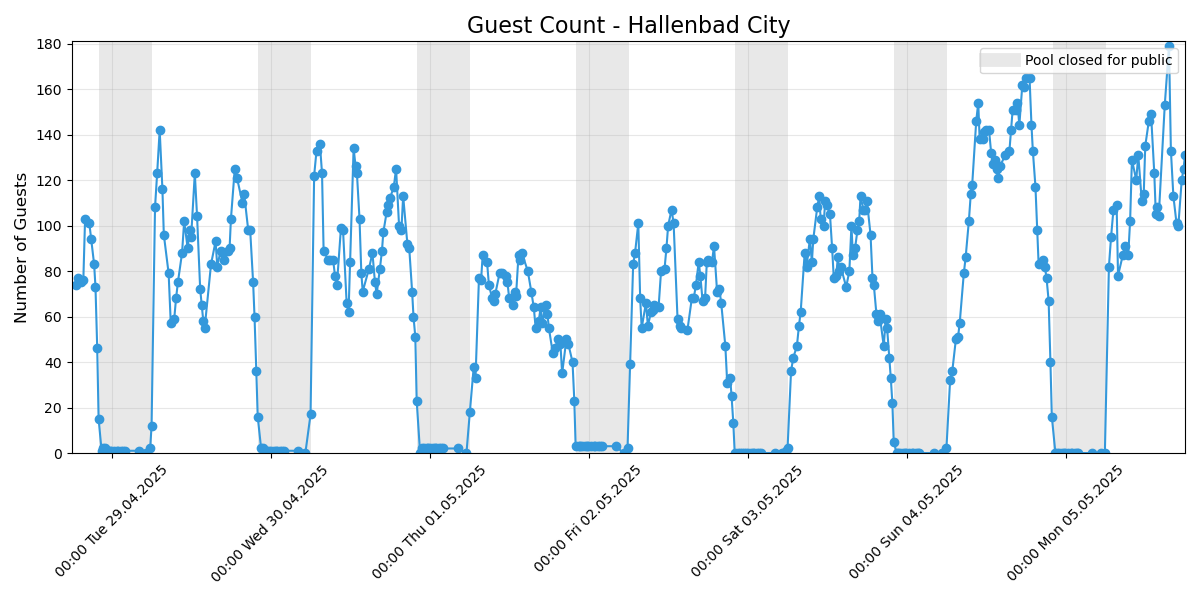 Guest Count - Hallenbad City
Pool closed for public
Number of Guests
180
160
140
120
100
80
60
40
20
0
00:00 Tue 29.04.2025
00:00 Wed 30.04.2025
00:00 Thu 01.05.2025
00:00 Fri 02.05.2025
00:00 Sat 03.05.2025
00:00 Sun 04.05.2025
00:00 Mon 05.05.2025